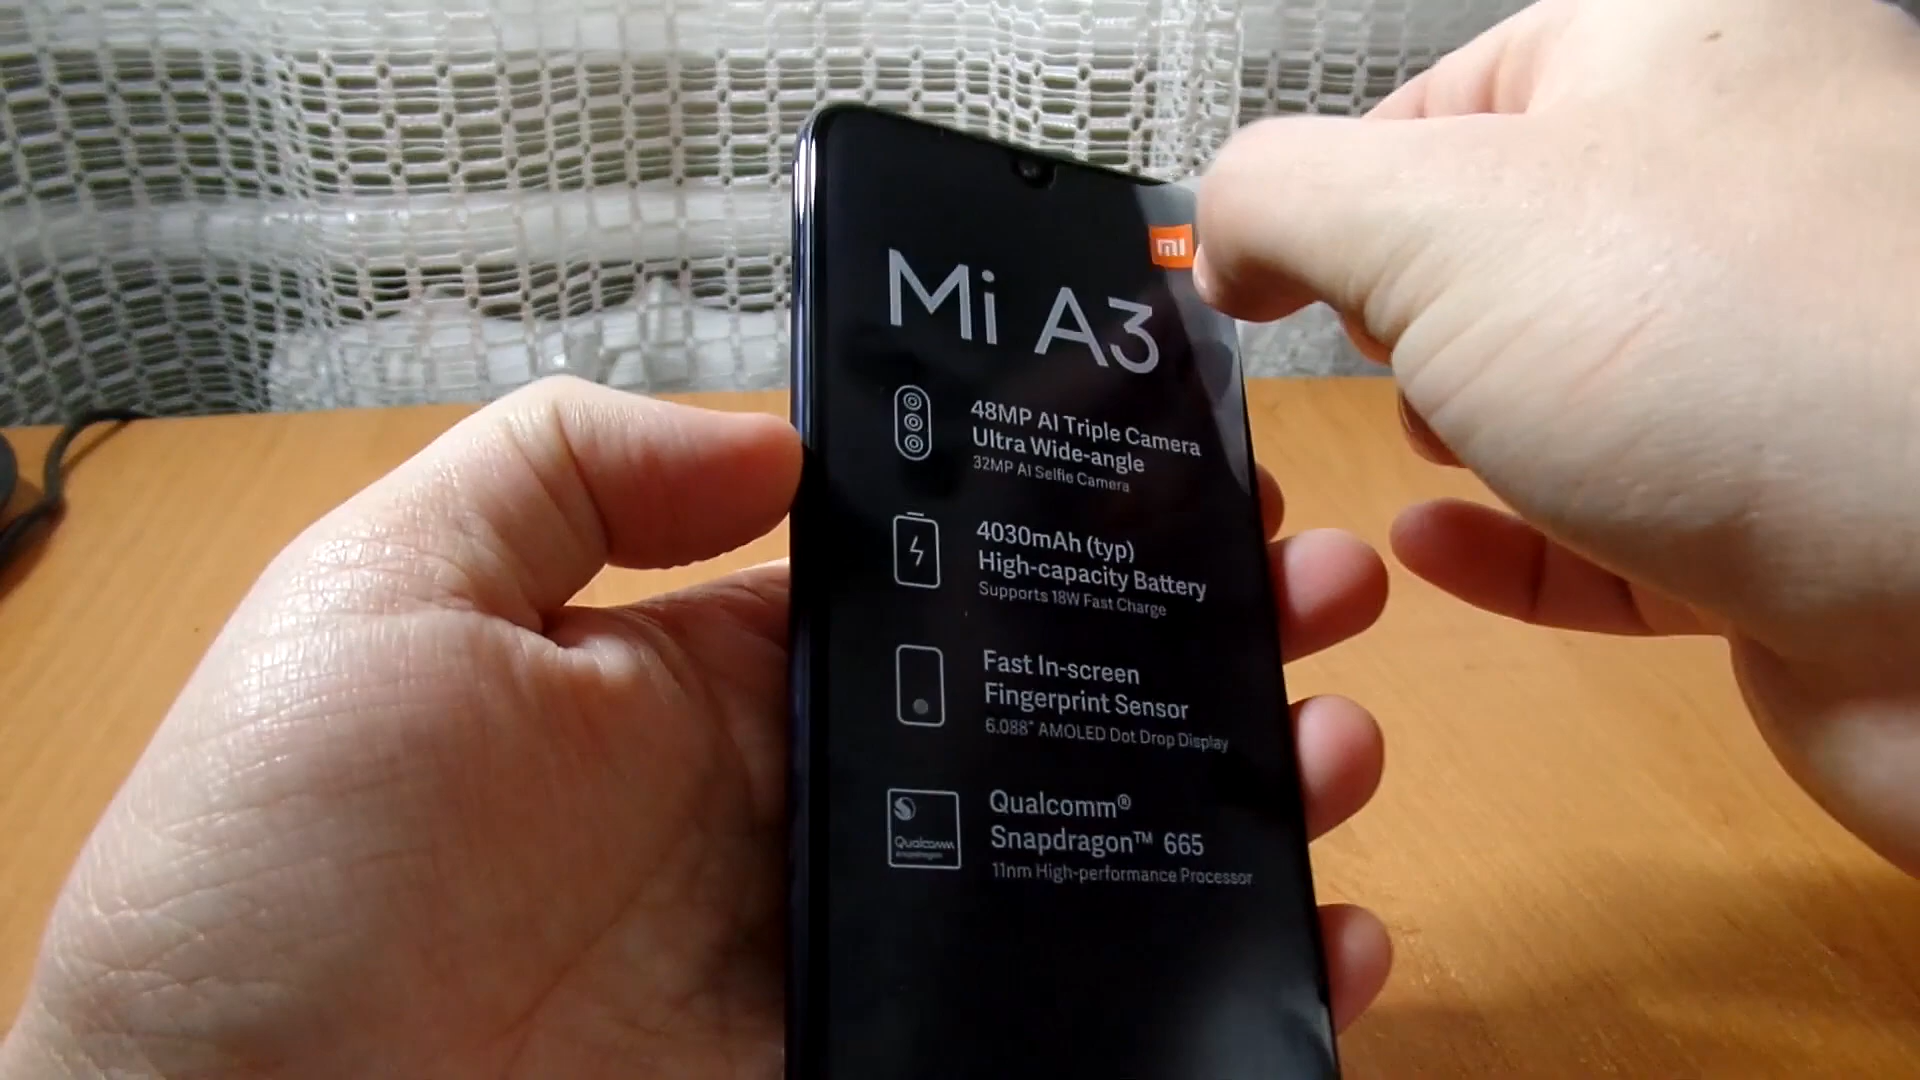 mi
Mi A3
48MP AI Triple Camera
Ultra Wide-angle
32MP AI Selfie Camera
4030mAh (typ)
High-capacity Battery
Supports 18W Fast Charge
Fast In-screen
Fingerprint Sensor
6.088" AMOLED Dot Drop Display
Qualcomm®
Snapdragon™ 665
11nm High-performance Processor
Qualcomm
snapdragon